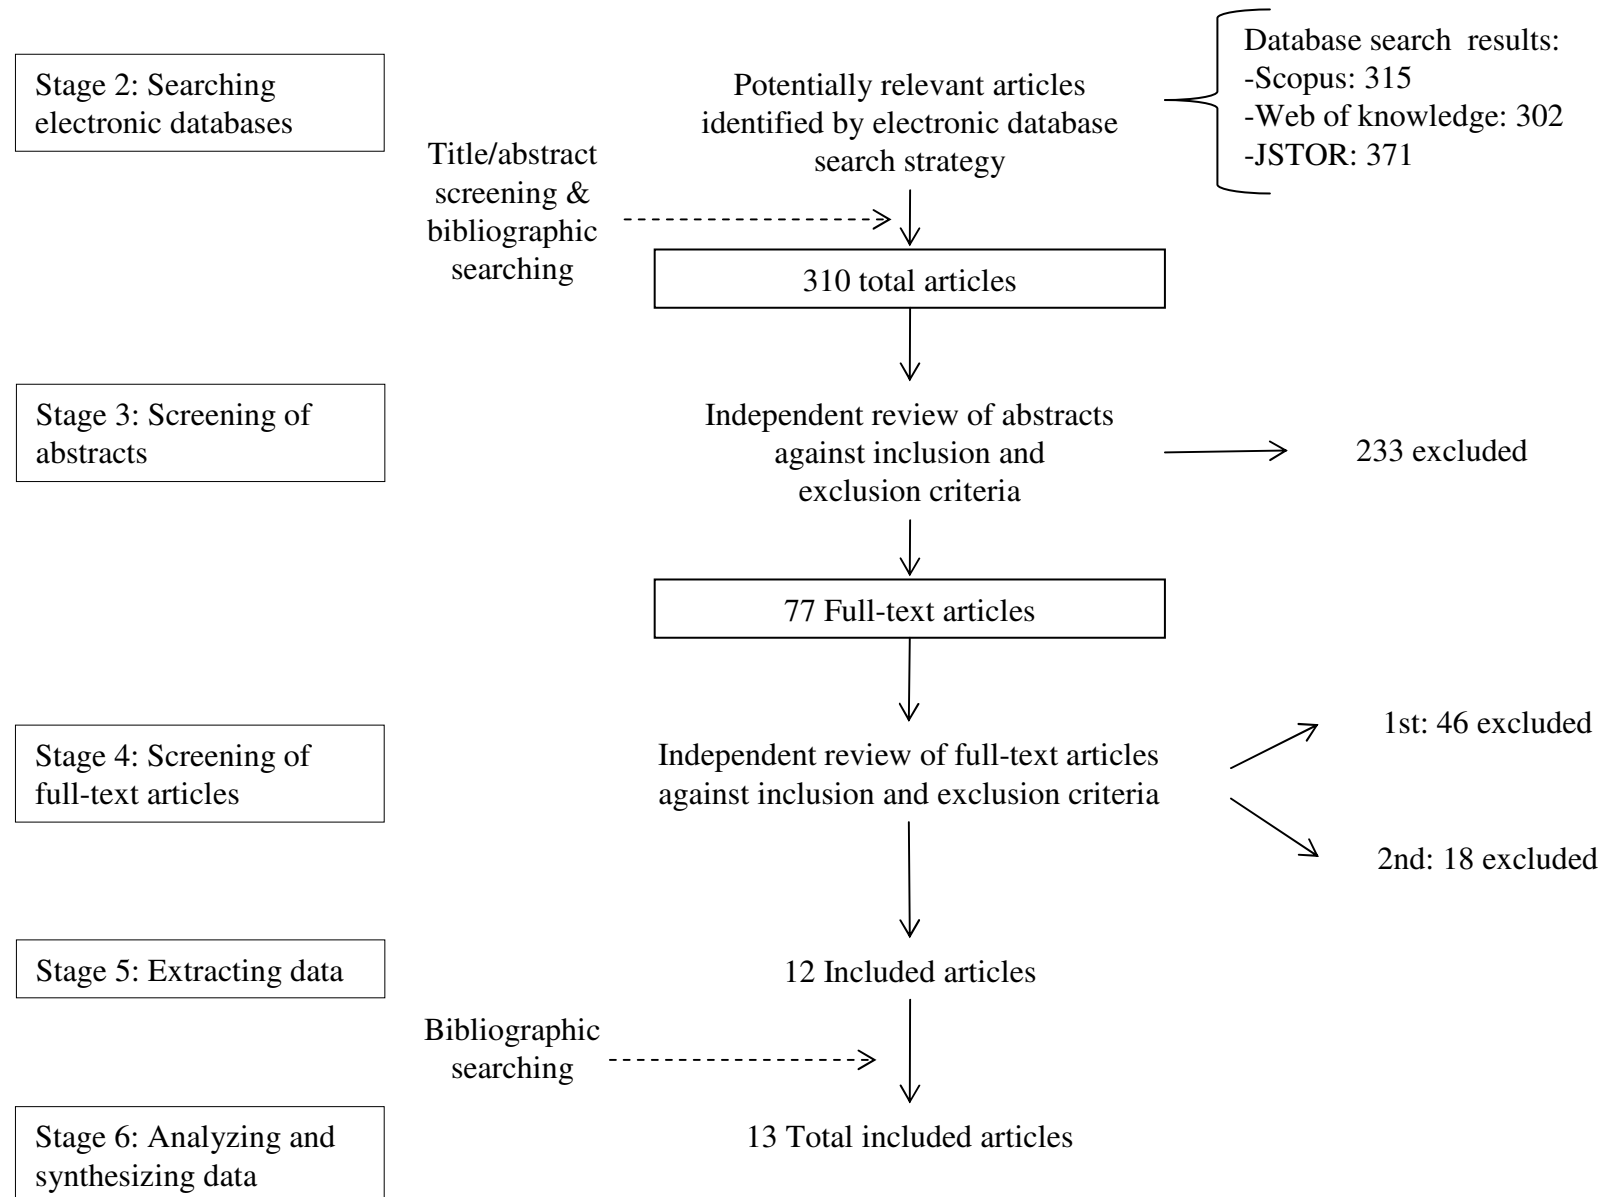 Stage 2: Searching
electronic databases
Potentially relevant articles
identified by electronic database
search strategy
Database search  results:
-Scopus: 315
-Web of knowledge: 302
-JSTOR: 371
Title/abstract
screening &
bibliographic
searching
310 total articles
Stage 3: Screening of
abstracts
Independent review of abstracts
against inclusion and
exclusion criteria
233 excluded
77 Full-text articles
Stage 4: Screening of
full-text articles
Independent review of full-text articles
against inclusion and exclusion criteria
1st: 46 excluded
2nd: 18 excluded
Stage 5: Extracting data
12 Included articles
Bibliographic
searching
Stage 6: Analyzing and
synthesizing data
13 Total included articles